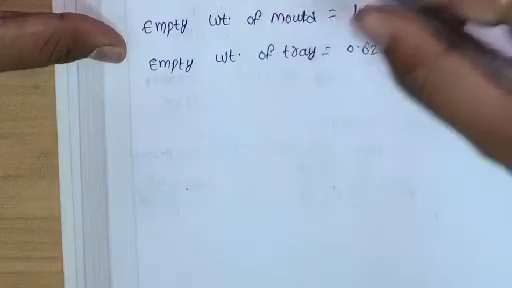 Empty wt. of mould =
Empty wt. of tray = 0.62